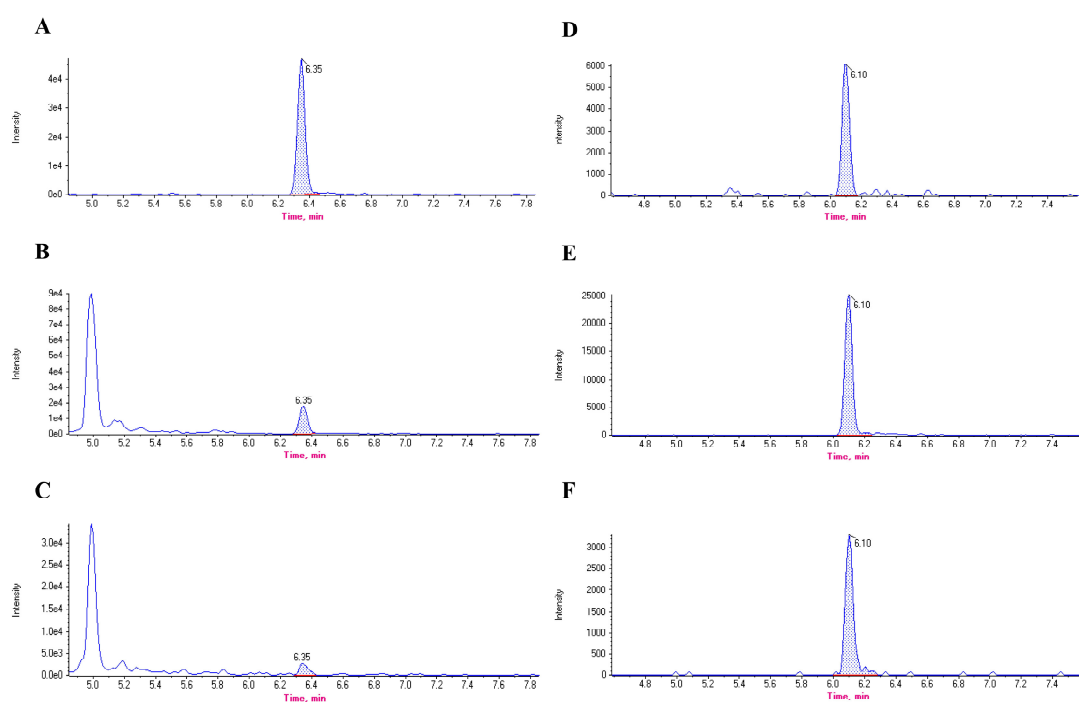 A
Intensity
4e4
3e4
2e4
1e4
0e0
6.35
5.0 5.2 5.4 5.6 5.8 6.0 6.2 6.4 6.6 6.8 7.0 7.2 7.4 7.6 7.8
Time, min
B
Intensity
9e4
8e4
7e4
6e4
5e4
4e4
3e4
2e4
1e4
0e0
6.35
5.0 5.2 5.4 5.6 5.8 6.0 6.2 6.4 6.6 6.8 7.0 7.2 7.4 7.6 7.8
Time, min
C
Intensity
3.0e4
2.5e4
2.0e4
1.5e4
1.0e4
5.0e3
0.0e0
6.35
5.0 5.2 5.4 5.6 5.8 6.0 6.2 6.4 6.6 6.8 7.0 7.2 7.4 7.6 7.8
Time, min
D
ntensity
6000
5000
4000
3000
2000
1000
0
6.10
4.8 5.0 5.2 5.4 5.6 5.8 6.0 6.2 6.4 6.6 6.8 7.0 7.2 7.4
Time, min
E
Intensity
25000
20000
15000
10000
5000
0
6.10
4.8 5.0 5.2 5.4 5.6 5.8 6.0 6.2 6.4 6.6 6.8 7.0 7.2 7.4
Time, min
F
Intensity
3000
2500
2000
1500
1000
500
0
6.10
4.8 5.0 5.2 5.4 5.6 5.8 6.0 6.2 6.4 6.6 6.8 7.0 7.2 7.4
Time, min